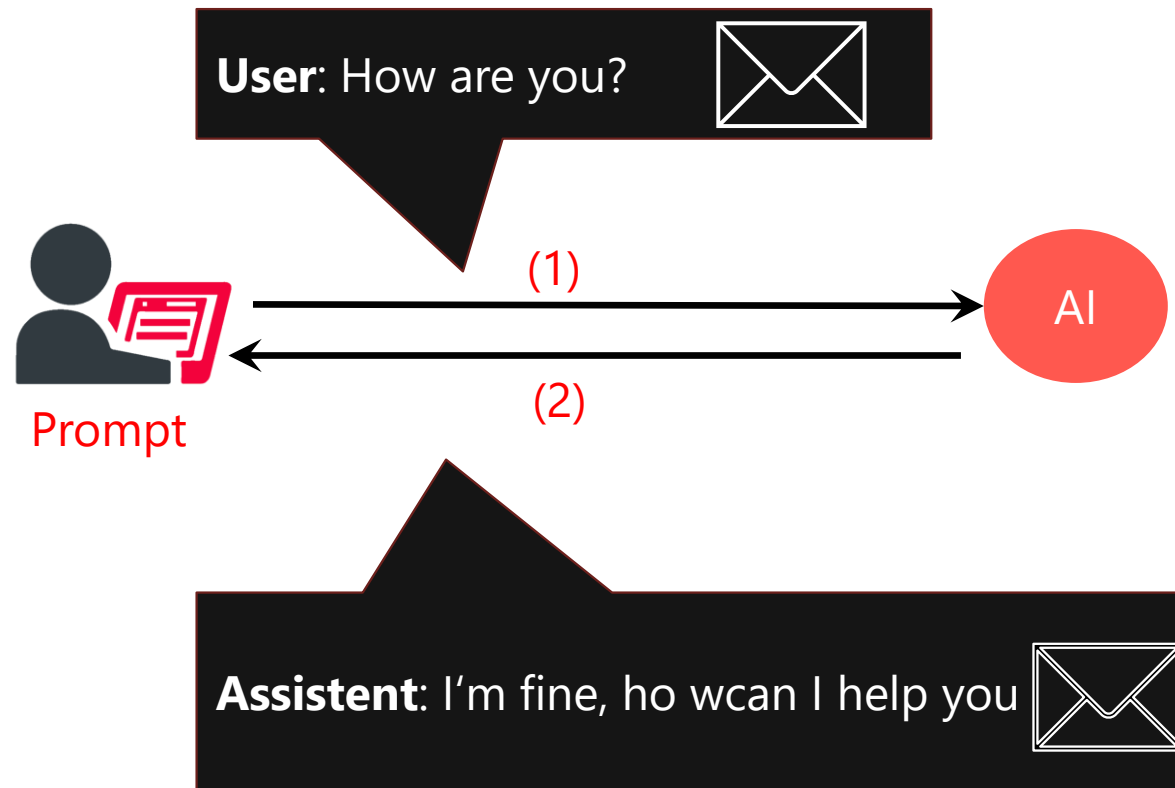 User: How are you?
(1)
AI
(2)
Prompt
Assistent: I‘m fine, ho wcan I help you